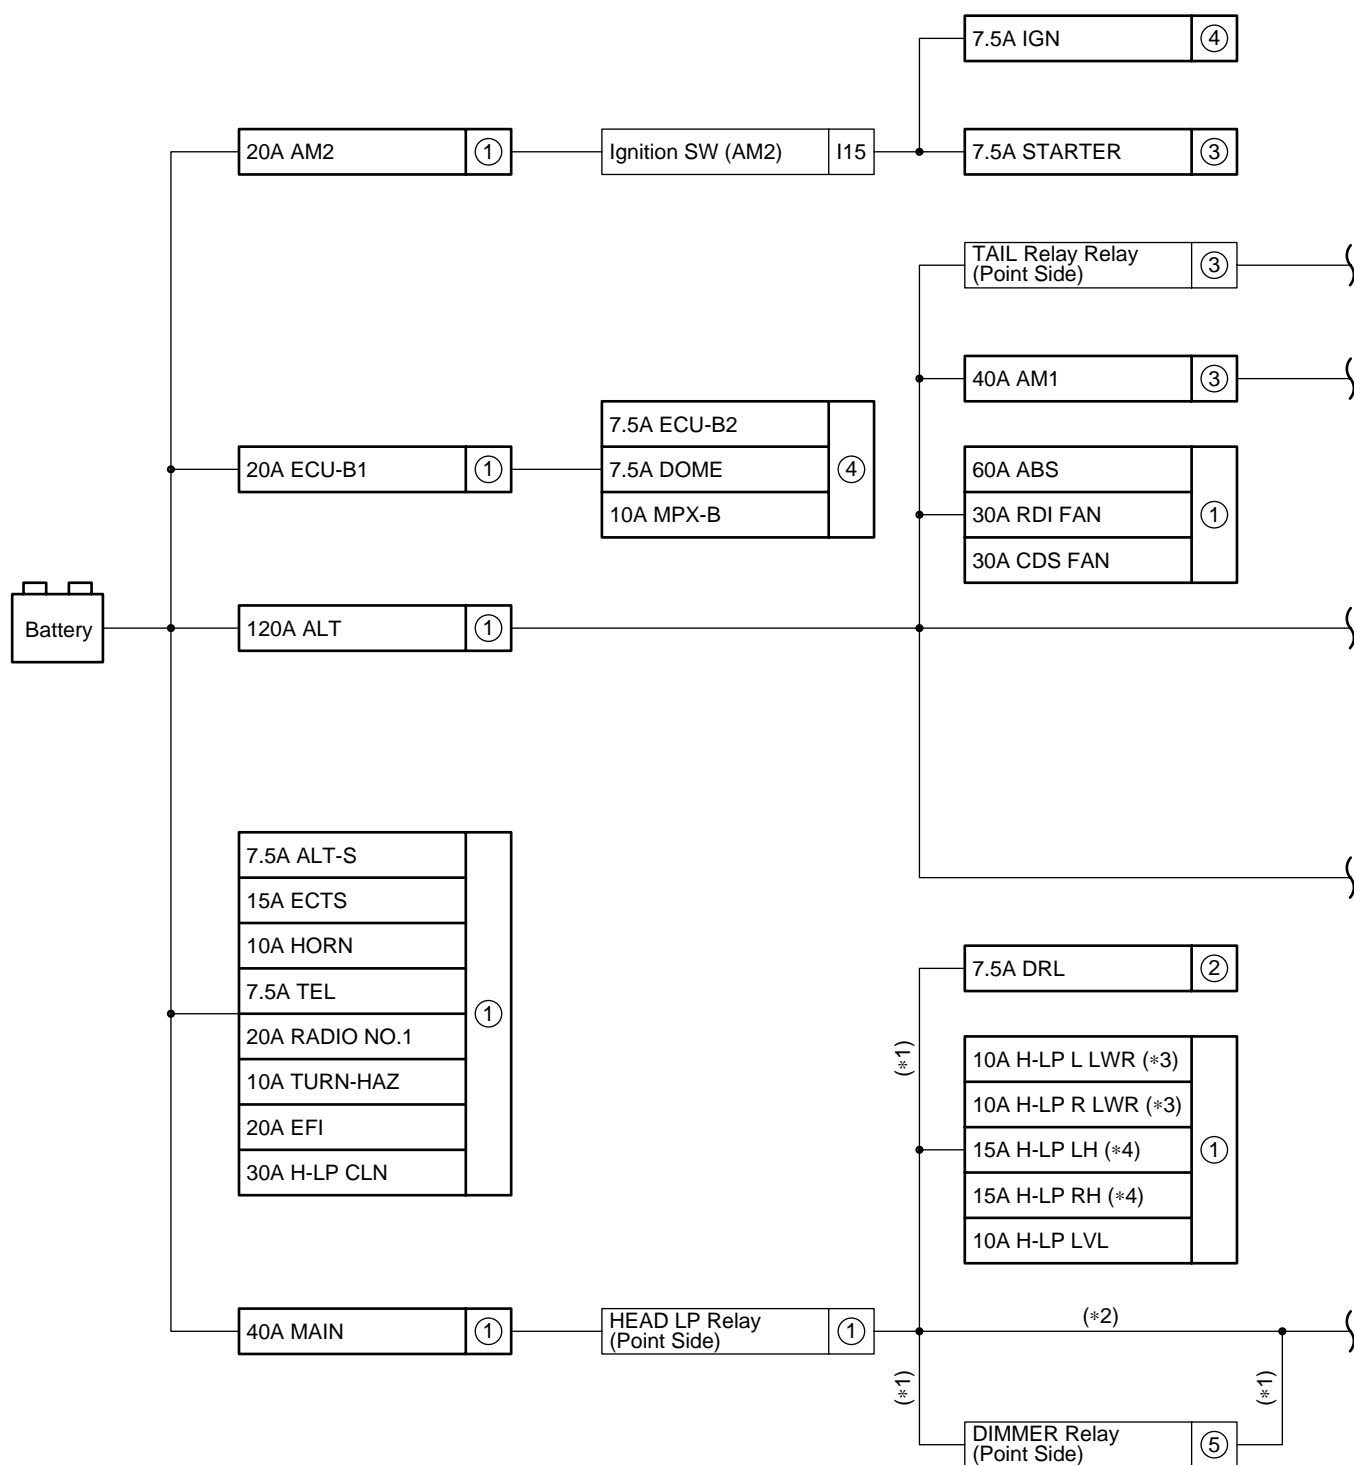 7.5A IGN ④
20A AM2 ① Ignition SW (AM2) I15 7.5A STARTER ③
TAIL Relay Relay
(Point Side) ③
40A AM1 ③
7.5A ECU-B2
20A ECU-B1 ① 7.5A DOME ④
10A MPX-B
60A ABS
30A RDI FAN ①
30A CDS FAN
Battery 120A ALT ①
7.5A ALT-S
15A ECTS
10A HORN
7.5A TEL
①
20A RADIO NO.1
10A TURN-HAZ
20A EFI
30A H-LP CLN
7.5A DRL ②
(*1)
10A H-LP L LWR (*3)
10A H-LP R LWR (*3)
15A H-LP LH (*4) ①
15A H-LP RH (*4)
10A H-LP LVL
40A MAIN ① HEAD LP Relay
(Point Side) ①
(*2)
(*1)
(*1)
DIMMER Relay
(Point Side) ⑤